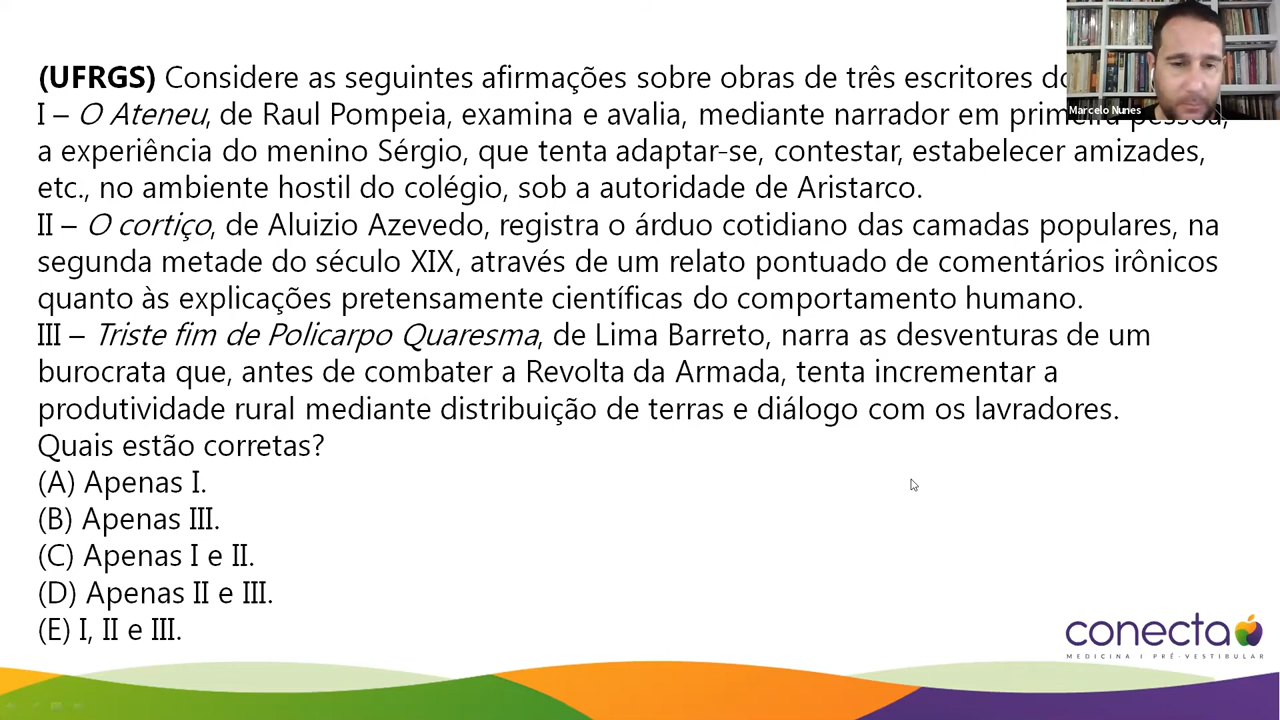 (UFRGS) Considere as seguintes afirmações sobre obras de três escritores
I – O Ateneu, de Raul Pompeia, examina e avalia, mediante narrador em primeira pessoa,
a experiência do menino Sérgio, que tenta adaptar-se, contestar, estabelecer amizades,
etc., no ambiente hostil do colégio, sob a autoridade de Aristarco.
II – O cortiço, de Aluizio Azevedo, registra o árduo cotidiano das camadas populares, na
segunda metade do século XIX, através de um relato pontuado de comentários irônicos
quanto às explicações pretensamente científicas do comportamento humano.
III – Triste fim de Policarpo Quaresma, de Lima Barreto, narra as desventuras de um
burocrata que, antes de combater a Revolta da Armada, tenta incrementar a
produtividade rural mediante distribuição de terras e diálogo com os lavradores.
Quais estão corretas?
(A) Apenas I.
(B) Apenas III.
(C) Apenas I e II.
(D) Apenas II e III.
(E) I, II e III.
Marcelo Nunes
conecta
MEDICINA | PRÉ-VESTIBULAR